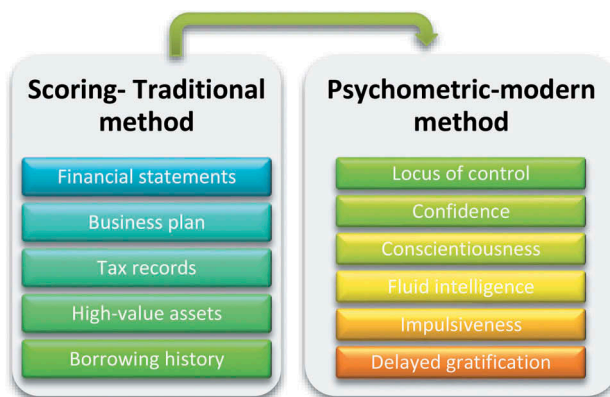 Scoring- Traditional
method
Financial statements
Business plan
Tax records
High-value assets
Borrowing history
Psychometric-modern
method
Locus of control
Confidence
Conscientiousness
Fluid intelligence
Impulsiveness
Delayed gratification